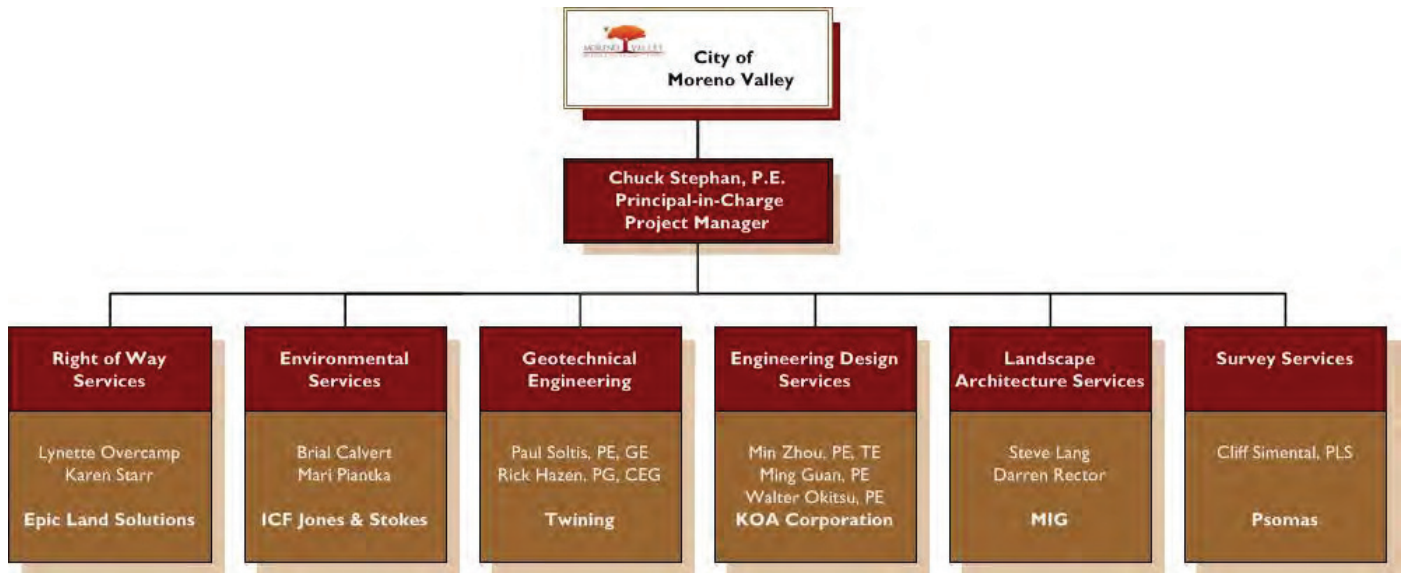 MORENO VALLEY
City of
Moreno Valley
Chuck Stephan, P.E.
Principal-in-Charge
Project Manager
Right of Way
Services
Lynette Overcamp
Karen Starr
Epic Land Solutions
Environmental
Services
Brial Calvert
Mari Piantka
ICF Jones & Stokes
Geotechnical
Engineering
Paul Soltis, PE, GE
Rick Hazen, PG, CEG
Twining
Engineering Design
Services
Min Zhou, PE, TE
Ming Guan, PE
Walter Okitsu, PE
KOA Corporation
Landscape
Architecture Services
Steve Lang
Darren Rector
MIG
Survey Services
Cliff Simental, PLS
Psomas